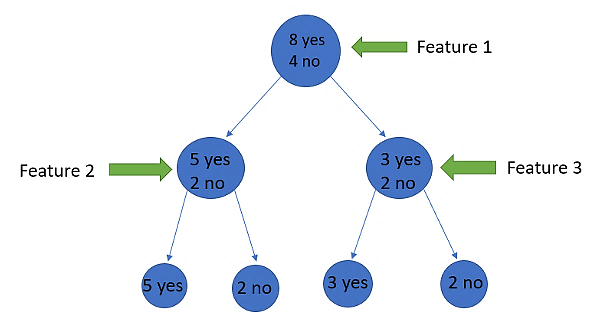 8 yes
4 no
Feature 1
5 yes
2 no
Feature 2
3 yes
2 no
Feature 3
5 yes
2 no
3 yes
2 no